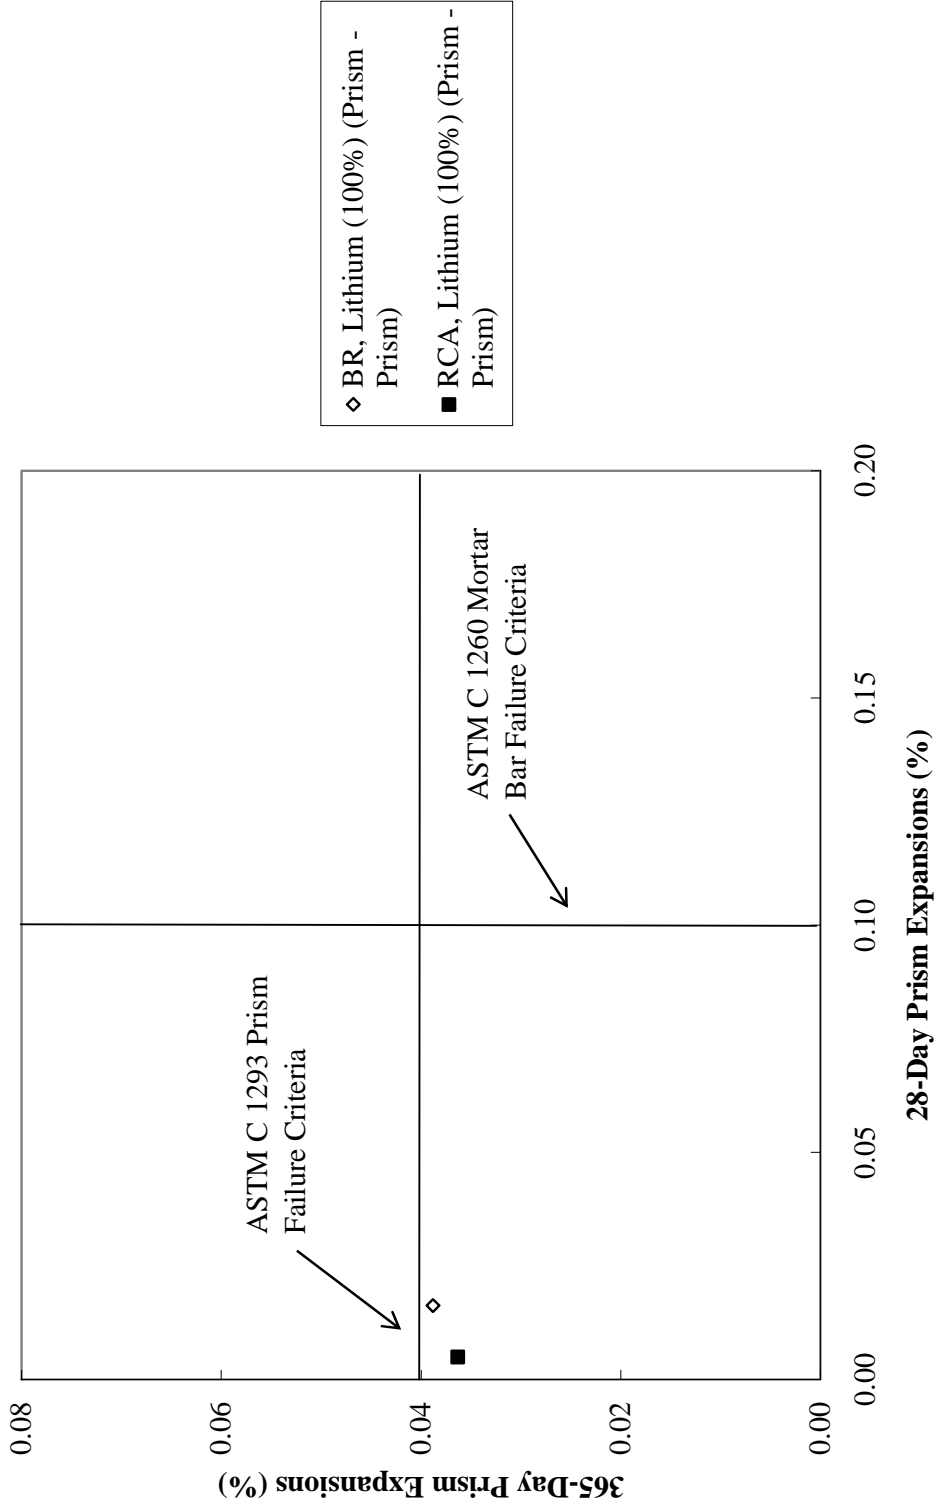 0.08
0.06
0.04
0.02
0.00
365-Day Prism Expansions (%)
ASTM C 1293 Prism
Failure Criteria
ASTM C 1260 Mortar
Bar Failure Criteria
0.00
0.05
0.10
0.15
0.20
28-Day Prism Expansions (%)
BR, Lithium (100%) (Prism -
Prism)
RCA, Lithium (100%) (Prism -
Prism)